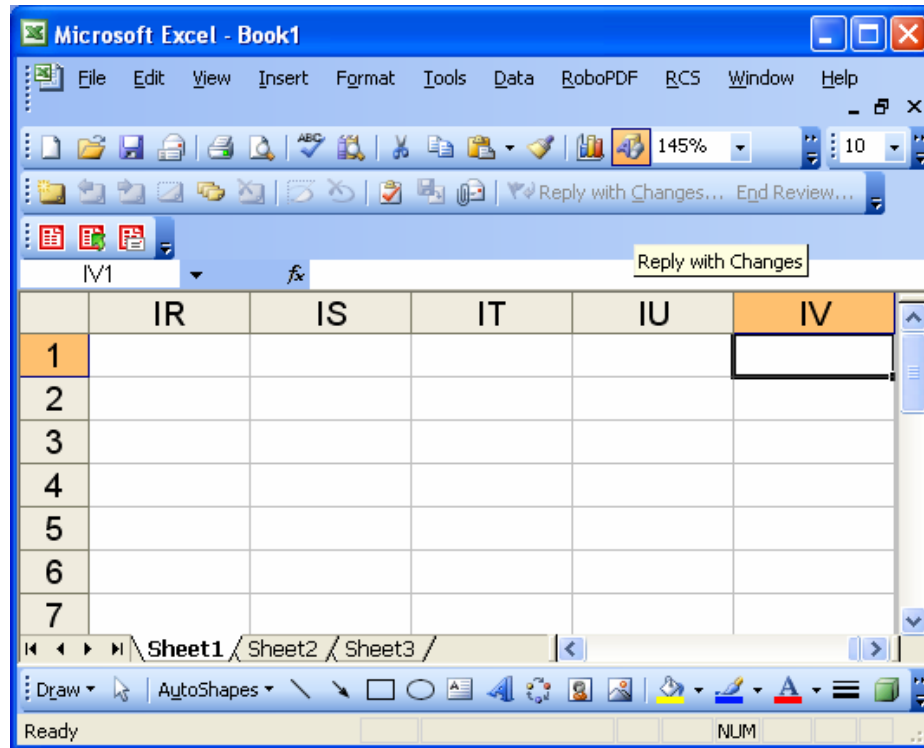 Microsoft Excel - Book1
File Edit View Insert Format Tools Data RoboPDF RCS Window Help
ABC 145% 10
Reply with Changes... End Review...
Reply with Changes
IV1 fx
IR IS IT IU IV
1
2
3
4
5
6
7
Sheet1 Sheet2 Sheet3
Draw AutoShapes A A
Ready NUM